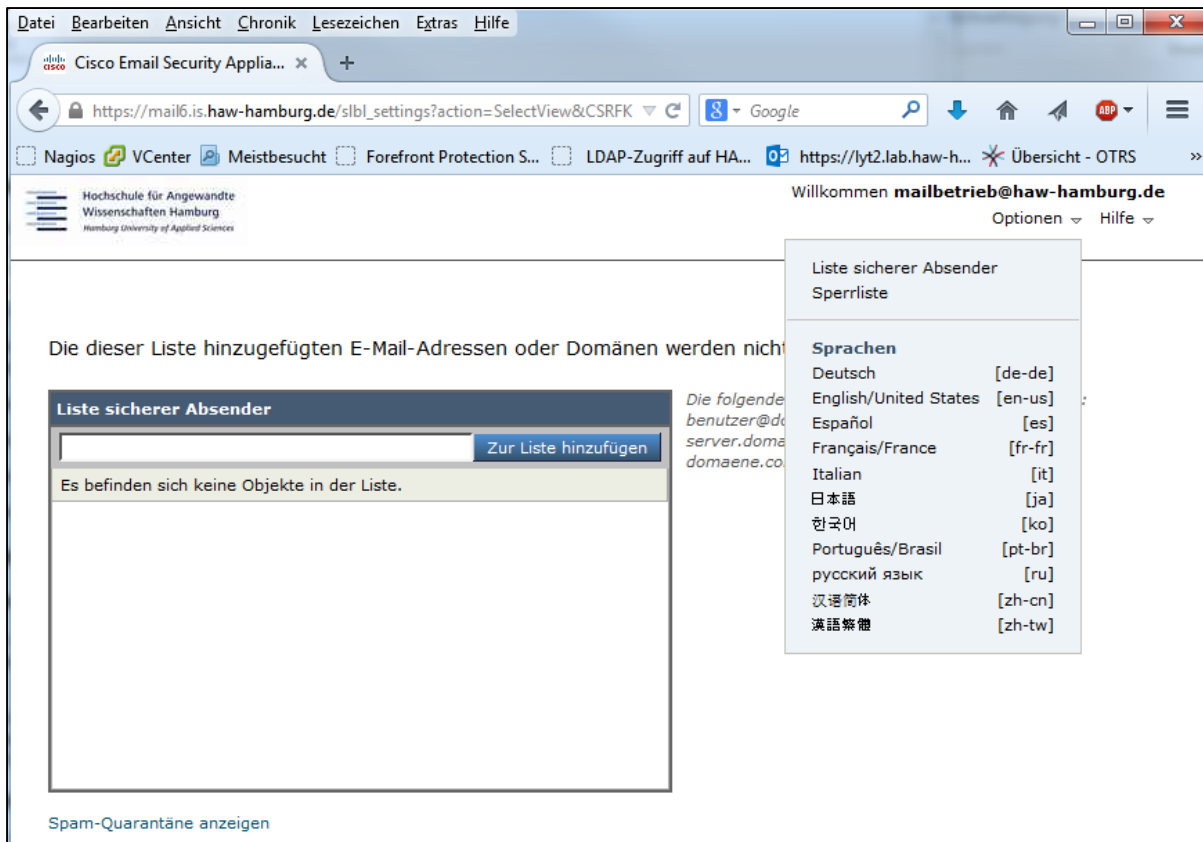 Datei Bearbeiten Ansicht Chronik Lesezeichen Extras Hilfe
cisco Cisco Email Security Applia... × +
https://mail6.is.haw-hamburg.de/slbl_settings?action=SelectView&CSRFK
8 Google
ABP
Nagios VCenter Meistbesucht Forefront Protection S... LDAP-Zugriff auf HA... https://lyt2.lab.haw-h... Übersicht - OTRS »
Hochschule für Angewandte
Wissenschaften Hamburg
Hamburg University of Applied Sciences
Willkommen mailbetrieb@haw-hamburg.de
Optionen Hilfe
Liste sicherer Absender
Sperrliste
Sprachen
Deutsch [de-de]
English/United States [en-us]
Español [es]
Français/France [fr-fr]
Italian [it]
日本語 [ja]
한국어 [ko]
Português/Brasil [pt-br]
русский язык [ru]
汉语简体 [zh-cn]
漢語繁體 [zh-tw]
Die dieser Liste hinzugefügten E-Mail-Adressen oder Domänen werden nicht
Liste sicherer Absender
Zur Liste hinzufügen
Es befinden sich keine Objekte in der Liste.
Die folgende :
benutzer@do
server.doma
domaene.co
Spam-Quarantäne anzeigen